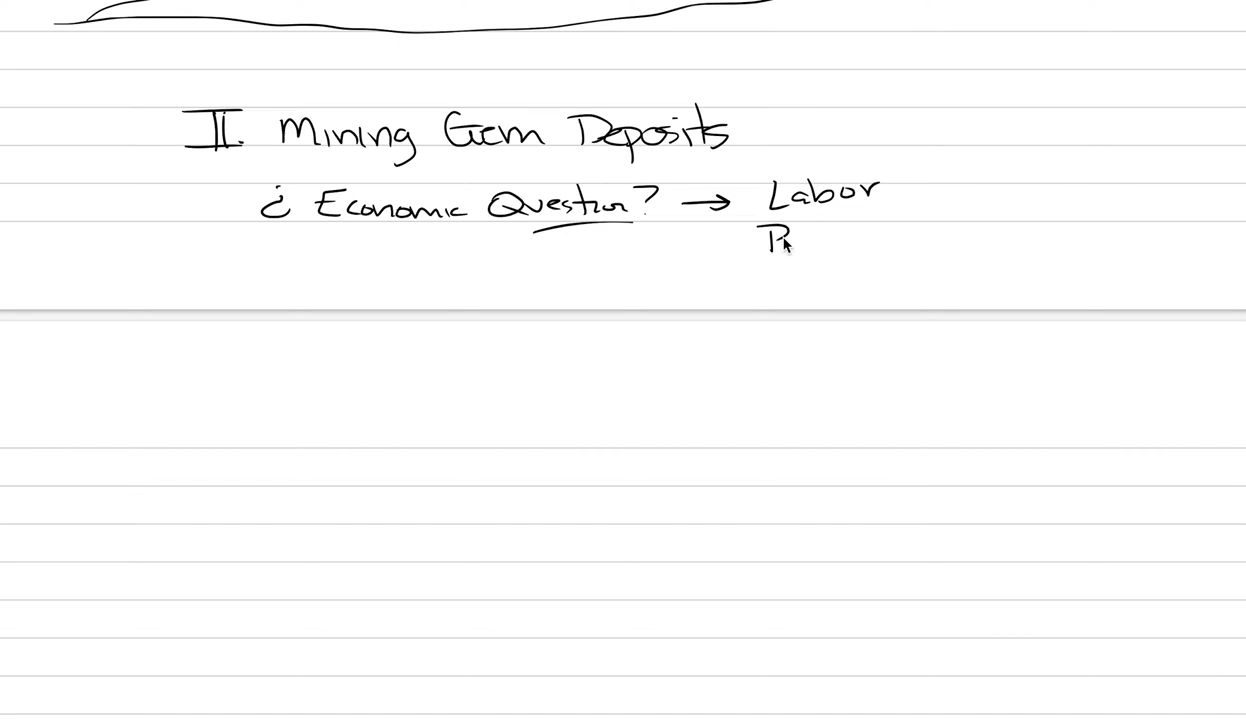 II. Mining Gem Deposits
¿ Economic Question? → Labor